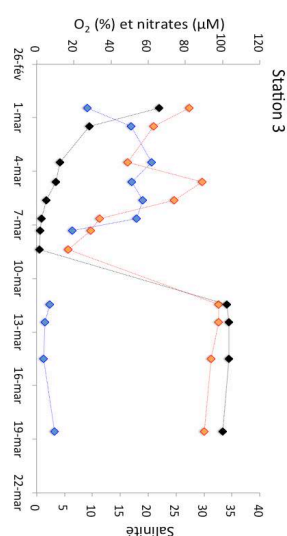 Station 3
O₂ (%) et nitrates (µM)
0 20 40 60 80 100 120
26-fév
1-mar
4-mar
7-mar
10-mar
13-mar
16-mar
19-mar
22-mar
0 5 10 15 20 25 30 35 40
Salinité